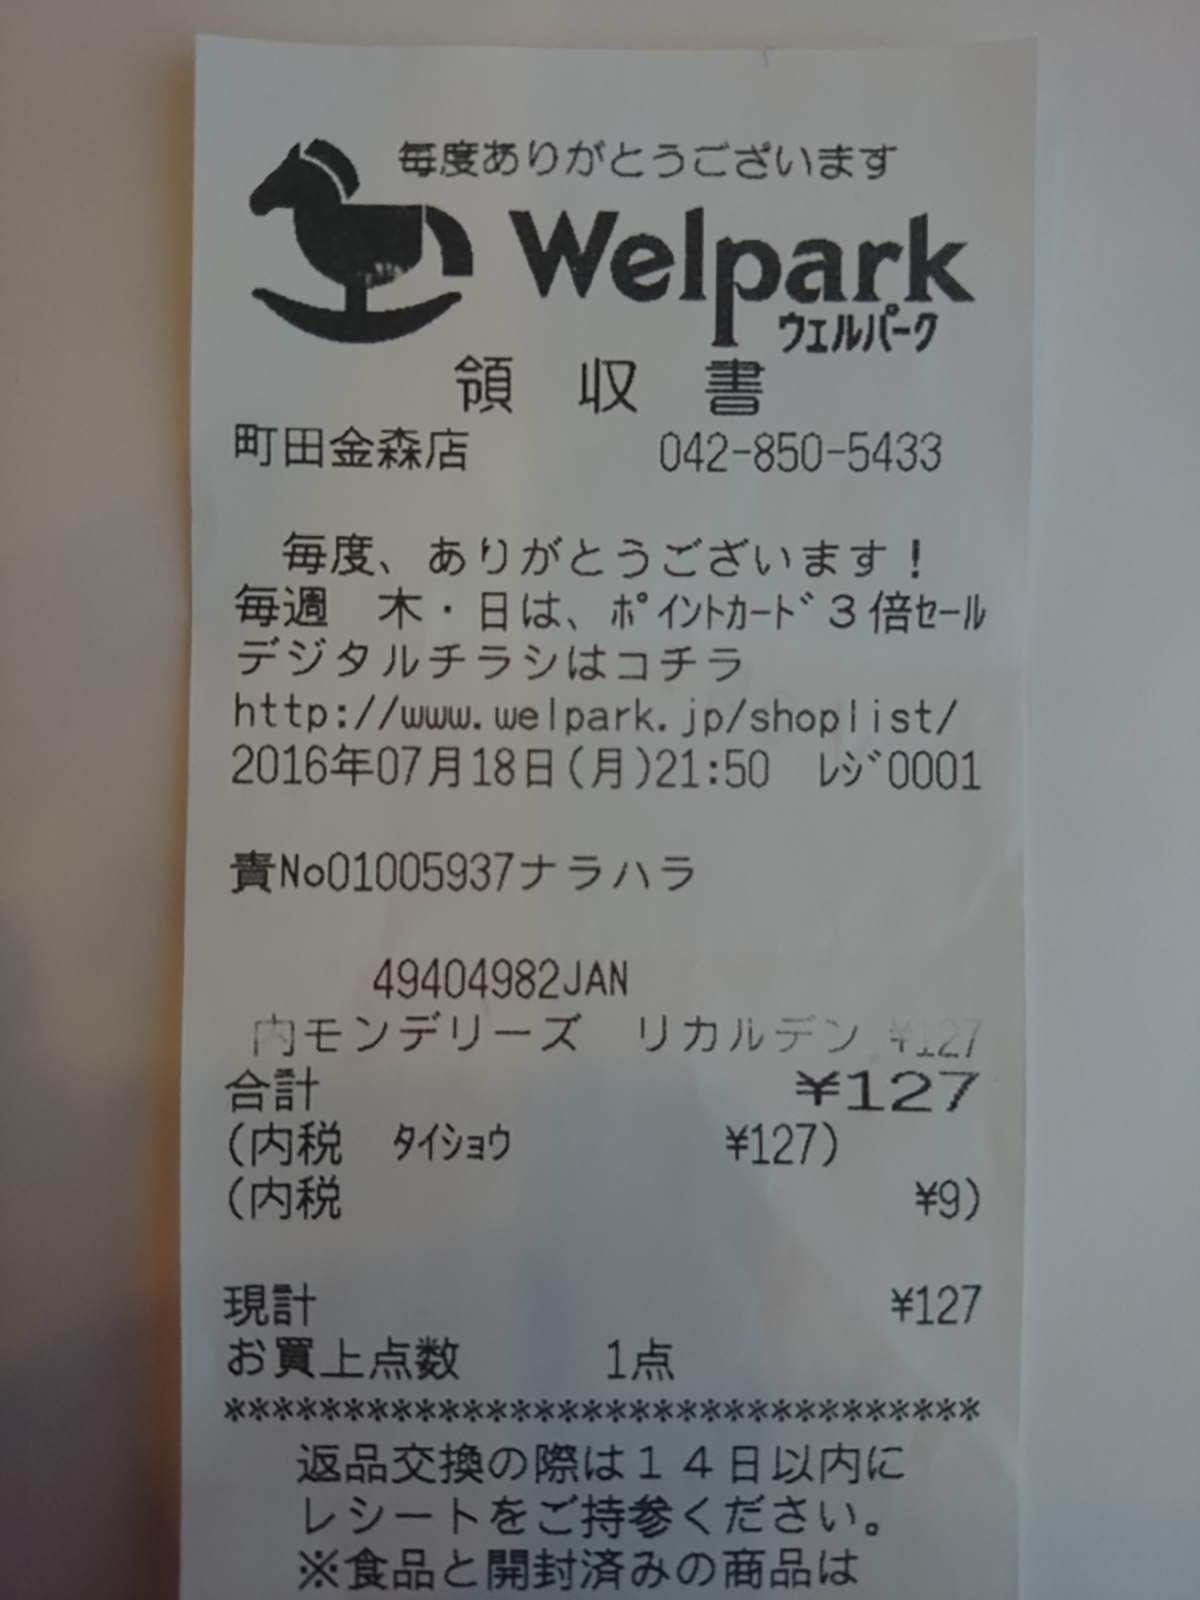 毎度ありがとうございます
Welpark
ウェルパーク
領 収 書
町田金森店 042-850-5433
毎度、ありがとうございます！
毎週 木・日は、ﾎﾟｲﾝﾄｶｰﾄﾞ３倍ｾｰﾙ
デジタルチラシはコチラ
http://www.welpark.jp/shoplist/
2016年07月18日(月)21:50 ﾚｼﾞ0001
責No01005937ナラハラ
49404982JAN
内モンデリーズ リカルデン ¥127
合計 ¥127
(内税 ﾀｲｼｮｳ ¥127)
(内税 ¥9)
現計 ¥127
お買上点数 1点
********************************
返品交換の際は１４日以内に
レシートをご持参ください。
※食品と開封済みの商品は